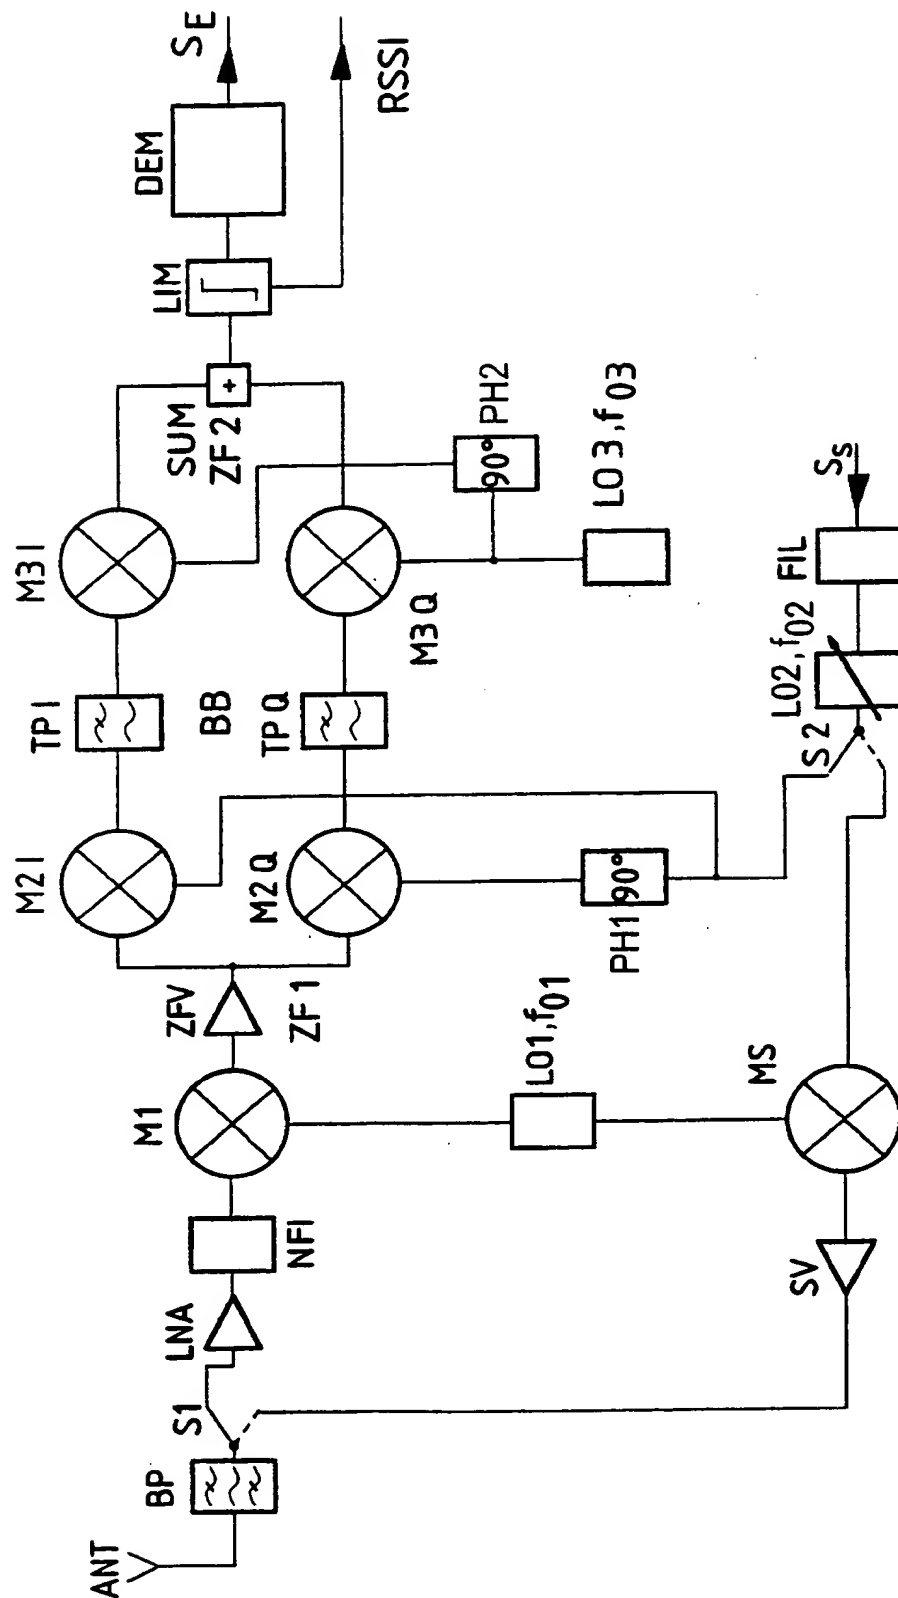 ANT
BP
S1
LNA
NFI
M1
ZFV
ZF1
M2I
M2Q
TPI
BB
TPQ
M3I
M3Q
SUM
+
ZF2
LIM
DEM
SE
RSSI
90° PH2
LO3,f03
PH1 90°
LO1,f01
S2
LO2,f02
FIL
SS
MS
SV